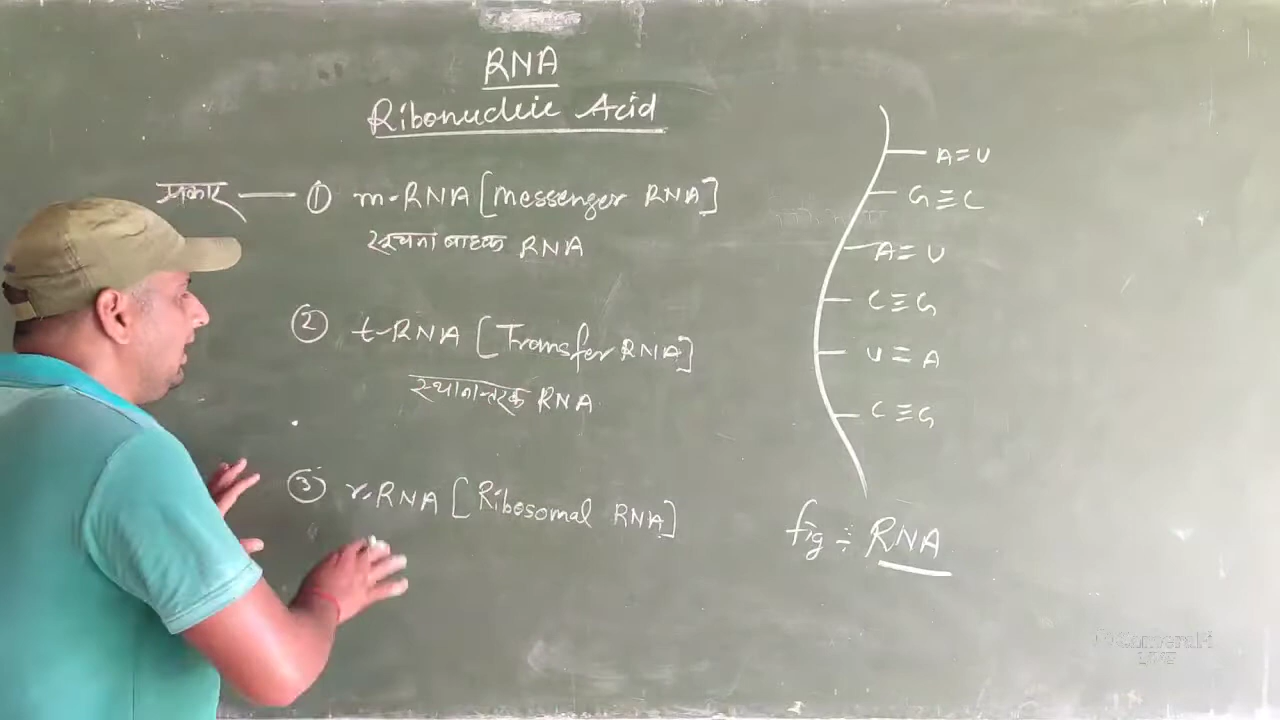 RNA
Ribonucleic Acid
प्रकार — ① m-RNA [Messenger RNA]
सूचना वाहक RNA
② t-RNA [Transfer RNA]
स्थानान्तरक RNA
③ r-RNA [Ribosomal RNA]
A=U
G≡C
A=U
C≡G
U=A
C≡G
fig ÷ RNA